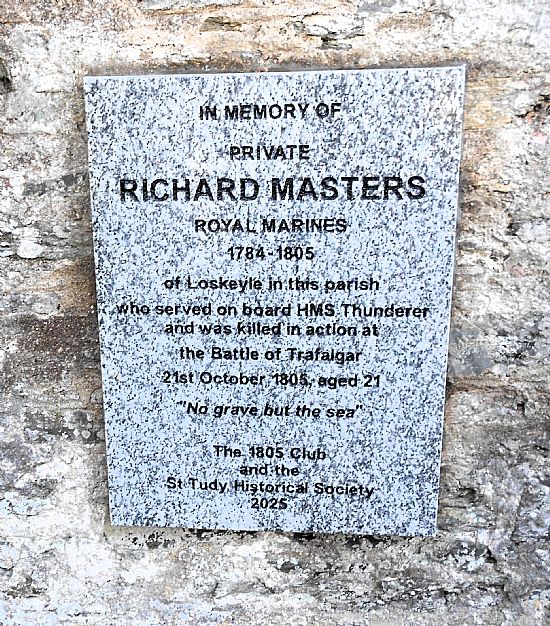 IN MEMORY OF
PRIVATE
RICHARD MASTERS
ROYAL MARINES
1784-1805
of Loskeyle in this parish
who served on board HMS Thunderer
and was killed in action at
the Battle of Trafalgar
21st October 1805, aged 21
"No grave but the sea"
The 1805 Club
and the
St Tudy Historical Society
2025